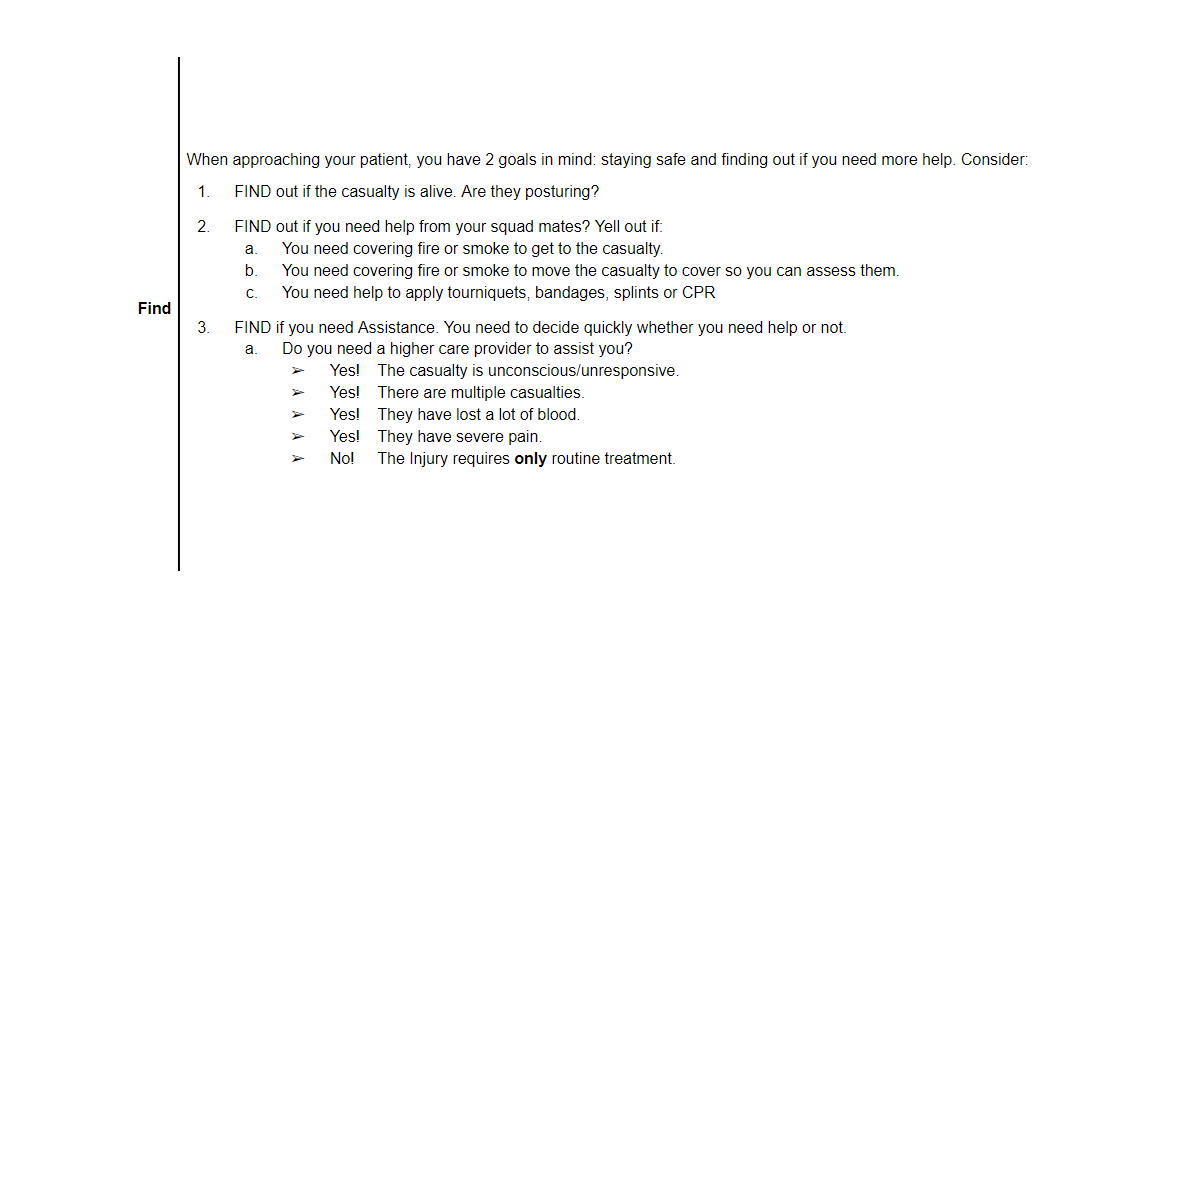 When approaching your patient, you have 2 goals in mind: staying safe and finding out if you need more help. Consider:
1. FIND out if the casualty is alive. Are they posturing?
2. FIND out if you need help from your squad mates? Yell out if:
a. You need covering fire or smoke to get to the casualty.
b. You need covering fire or smoke to move the casualty to cover so you can assess them.
c. You need help to apply tourniquets, bandages, splints or CPR
Find
3. FIND if you need Assistance. You need to decide quickly whether you need help or not.
a. Do you need a higher care provider to assist you?
➢ Yes! The casualty is unconscious/unresponsive.
➢ Yes! There are multiple casualties.
➢ Yes! They have lost a lot of blood.
➢ Yes! They have severe pain.
➢ No! The Injury requires only routine treatment.